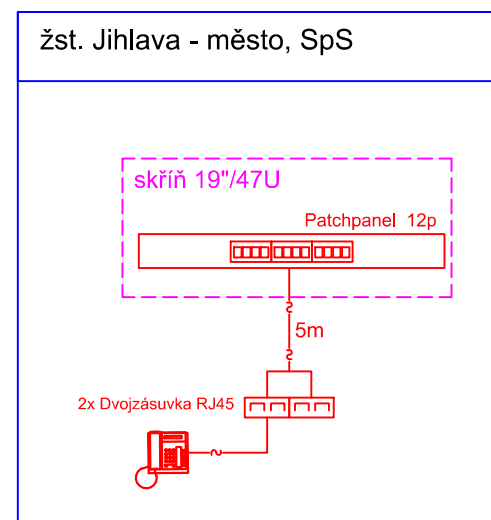 žst. Jihlava - město, SpS
skříň 19"/47U
Patchpanel 12p
5m
2x Dvojzásuvka RJ45